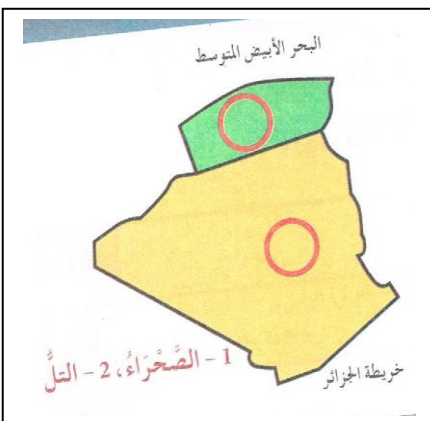 البحر الأبيض المتوسط
1 - الصَّحْرَاءُ، 2 - التلُّ
خريطة الجزائر